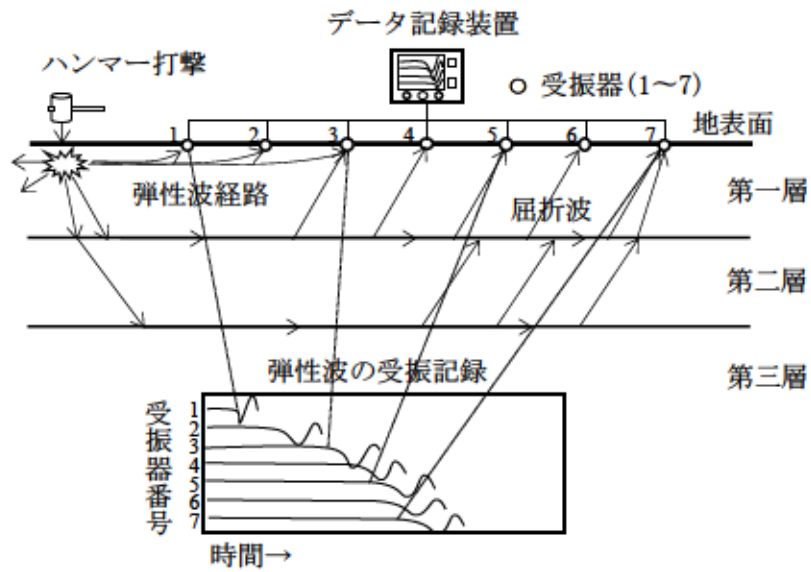 データ記録装置
ハンマー打撃
受振器(1～7)
1 2 3 4 5 6 7
地表面
弾性波経路
屈折波
第一層
第二層
弾性波の受振記録
第三層
受振器番号
1
2
3
4
5
6
7
時間→